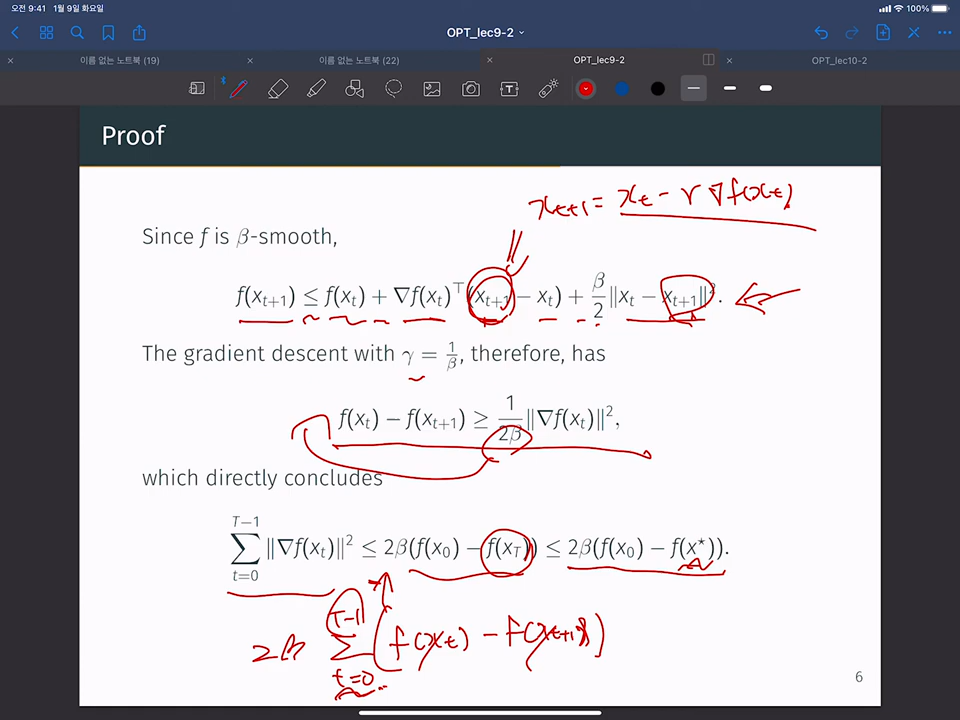 오전 9:41 1월 9일 화요일 100%
OPT_lec9-2
이름 없는 노트북 (19) 이름 없는 노트북 (22) OPT_lec9-2 OPT_lec10-2
Proof
x_{t+1} = x_t − γ ∇f(x_t)
Since f is β-smooth,
f(x_{t+1}) ≤ f(x_t) + ∇f(x_t)^⊤(x_{t+1} − x_t) + β/2 ‖x_t − x_{t+1}‖².
The gradient descent with γ = 1/β, therefore, has
f(x_t) − f(x_{t+1}) ≥ 1/2β ‖∇f(x_t)‖²,
which directly concludes
∑_{t=0}^{T−1} ‖∇f(x_t)‖² ≤ 2β(f(x_0) − f(x_T)) ≤ 2β(f(x_0) − f(x^⋆)).
2β ∑_{t=0}^{T−1} (f(x_t) − f(x_{t+1}))
6